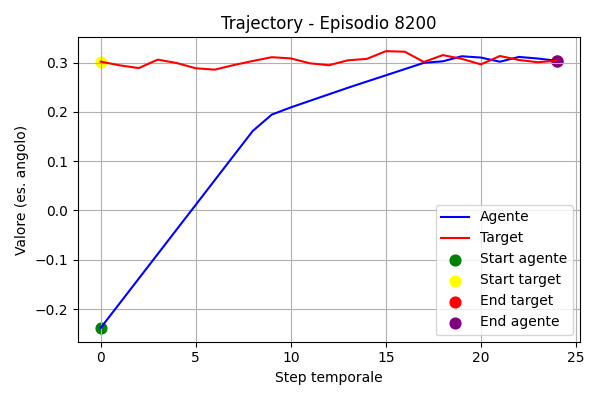 Trajectory - Episodio 8200
Valore (es. angolo)
0.3
0.2
0.1
0.0
−0.1
−0.2
0
5
10
15
20
25
Step temporale
Agente
Target
Start agente
Start target
End target
End agente